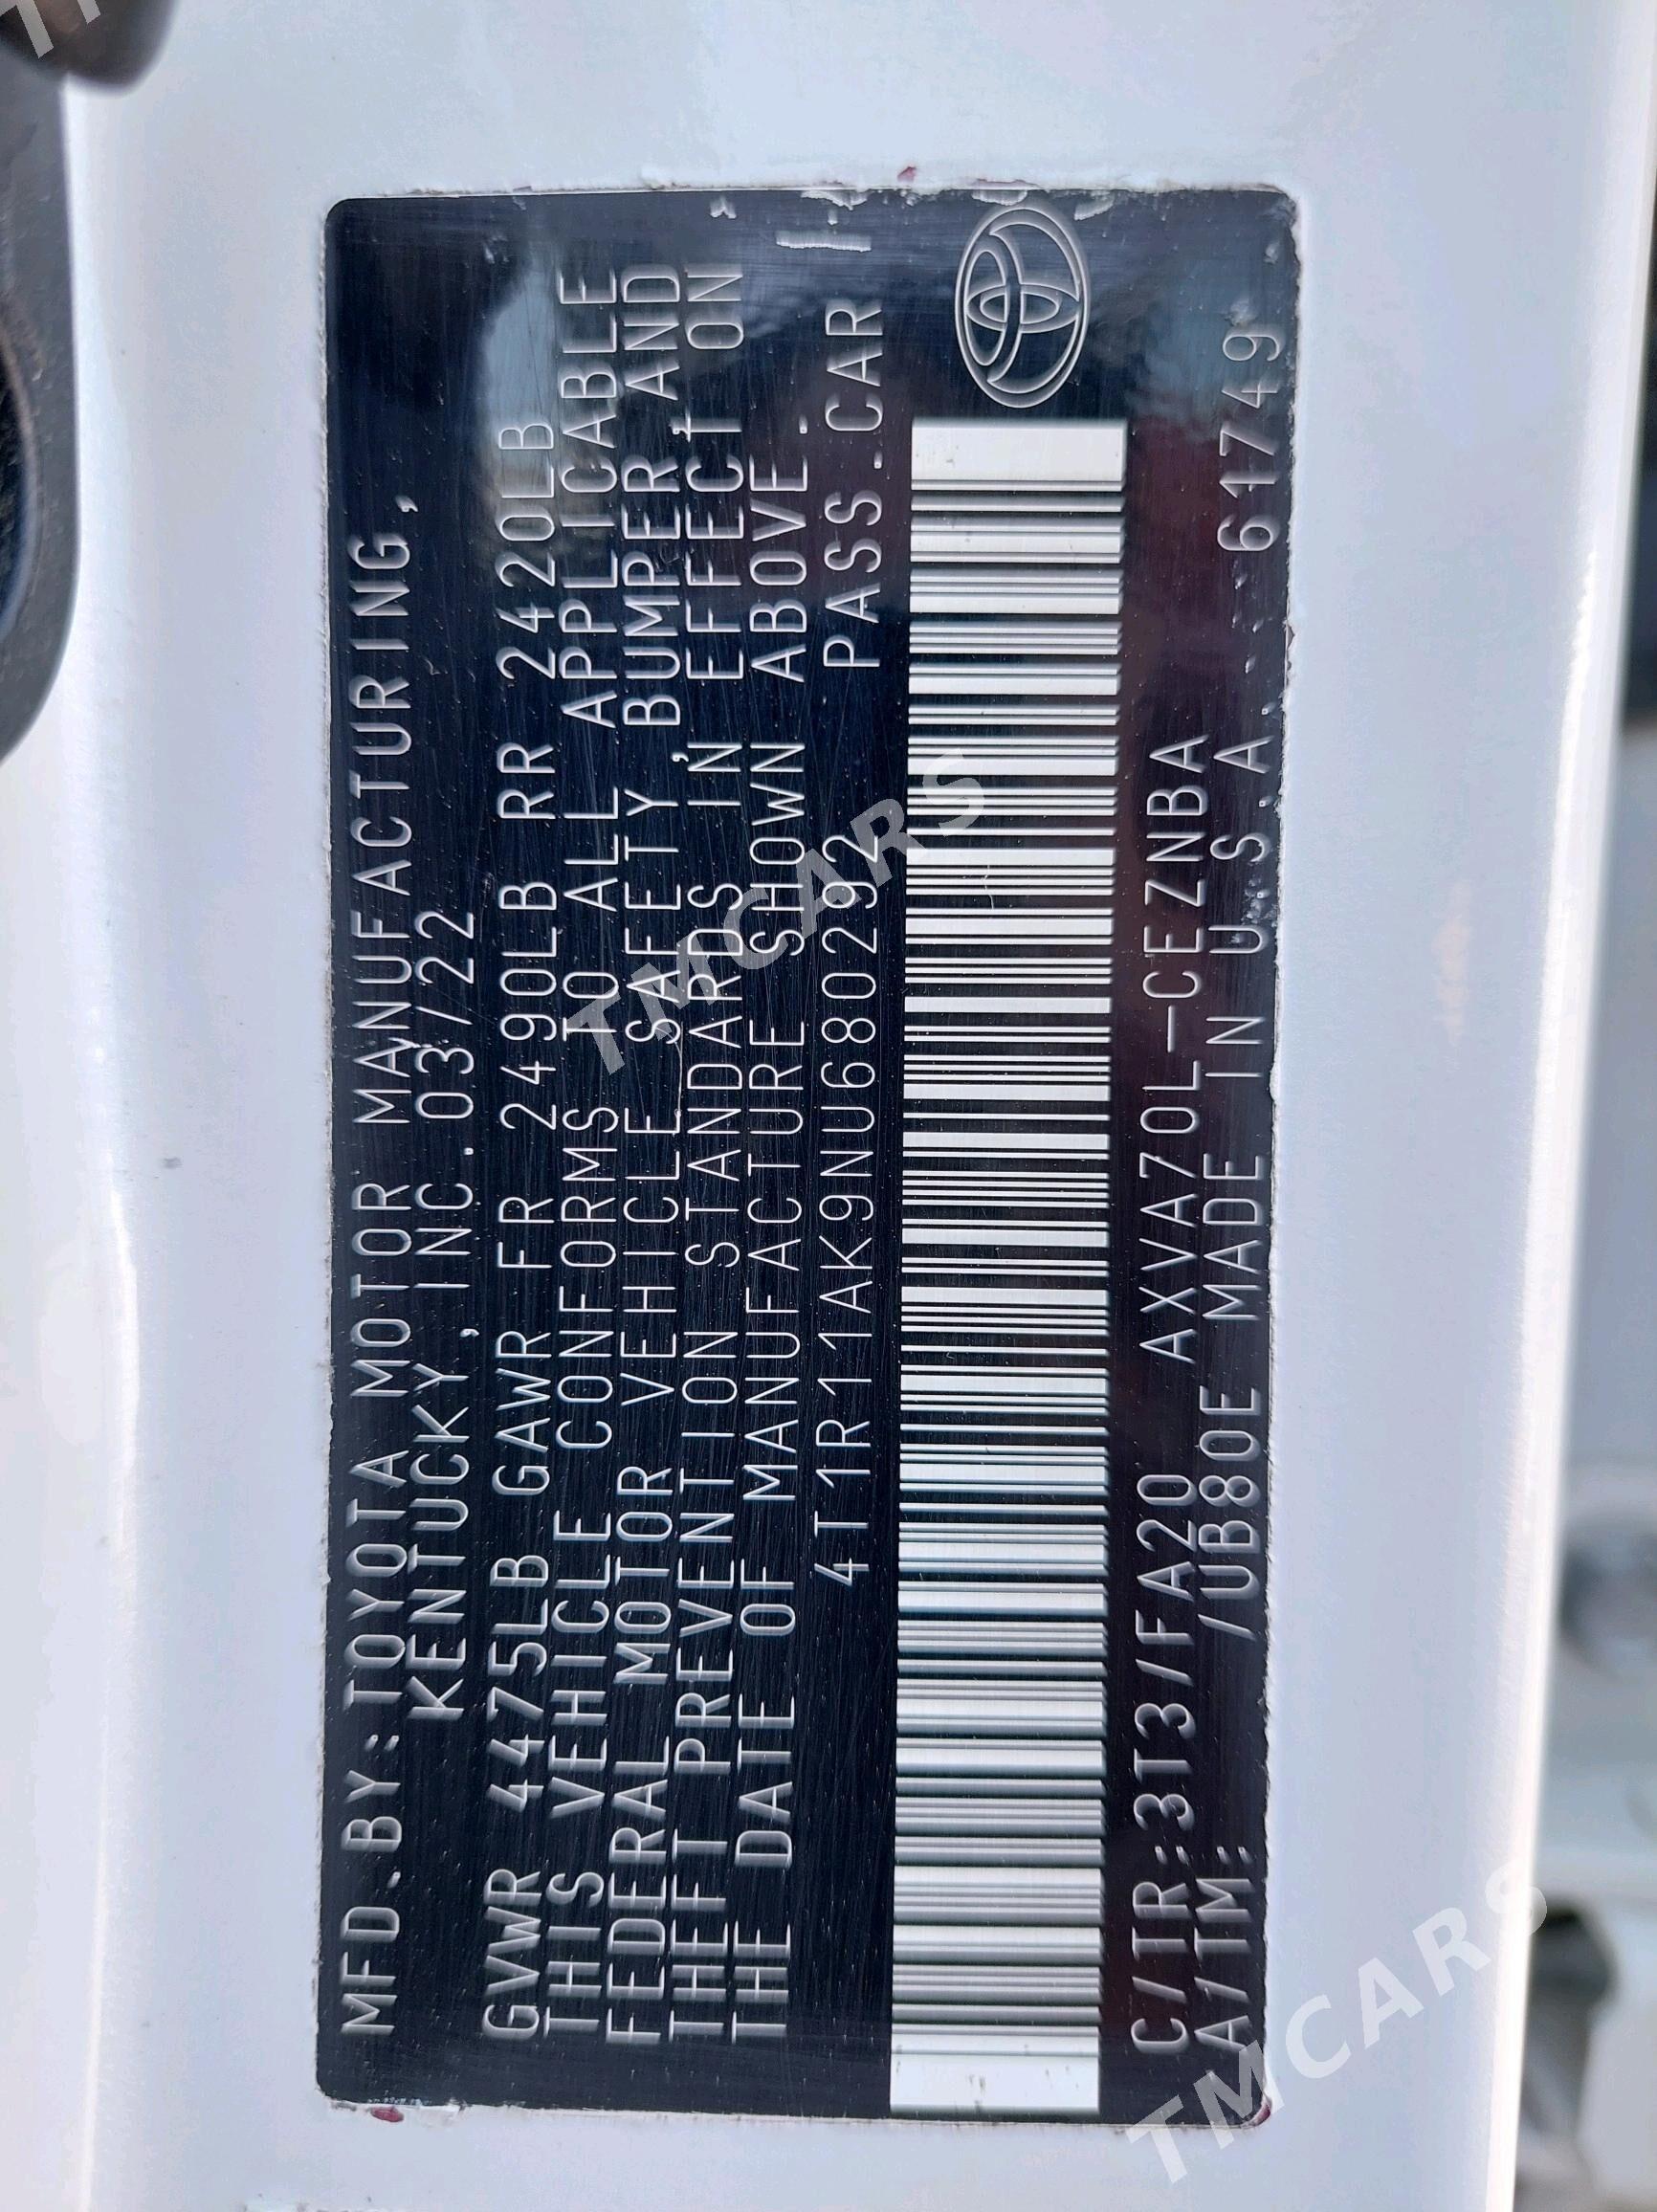 MFD.BY:TOYOTA MOTOR MANUFACTURING,
KENTUCKY, INC.03/22
GVWR 4475LB GAWR FR 2490LB RR 2420LB
THIS VEHICLE CONFORMS TO ALL APPLICABLE
FEDERAL MOTOR VEHICLE SAFETY, BUMPER AND
THEFT PREVENTION STANDARDS IN EFFECT ON
THE DATE OF MANUFACTURE SHOWN ABOVE.
4T1R11AK9NU680292 PASS.CAR
C/TR:3T3/FA20 AXVA70L-CEZNBA
A/TM: /UB80E MADE IN U.S.A. 61749
TMCARS
TMCARS